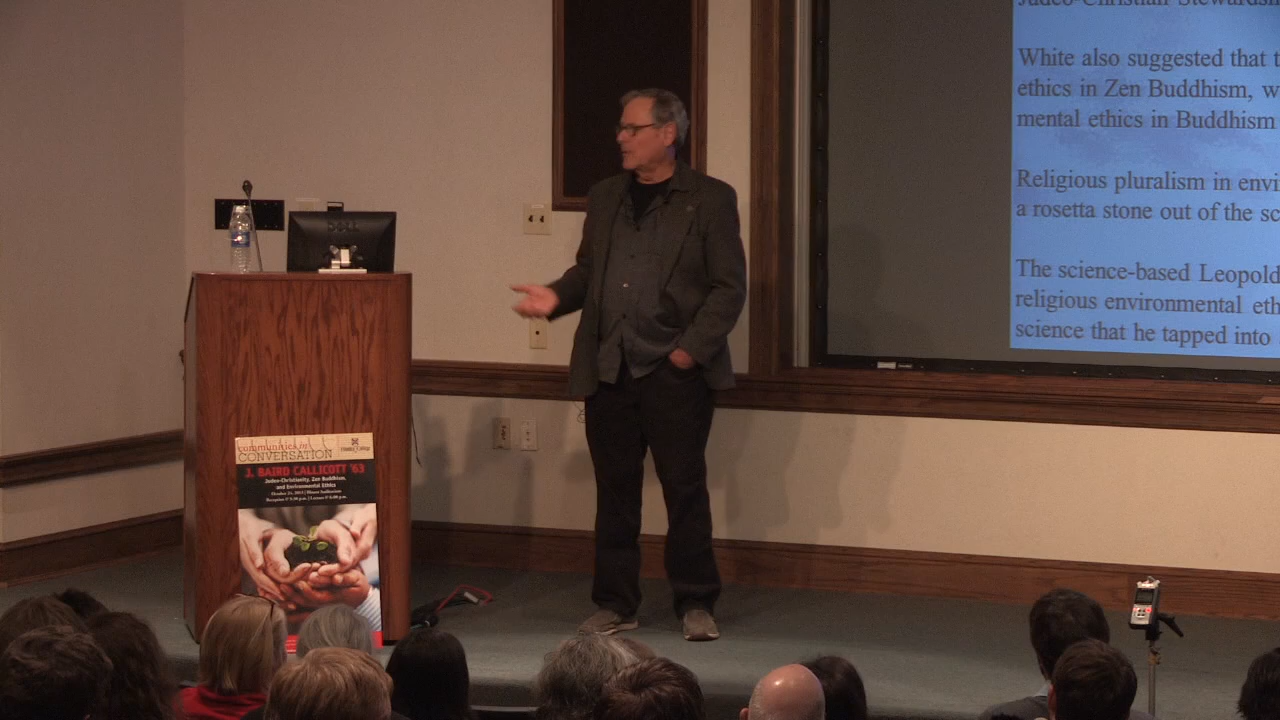 Judeo-Christian Stewardsh
White also suggested that t
ethics in Zen Buddhism, w
mental ethics in Buddhism
Religious pluralism in envi
a rosetta stone out of the sc
The science-based Leopold
religious environmental eth
science that he tapped into
DELL
communities in
CONVERSATION
J. BAIRD CALLICOTT '63
Judeo-Christianity, Zen Buddhism,
and Environmental Ethics